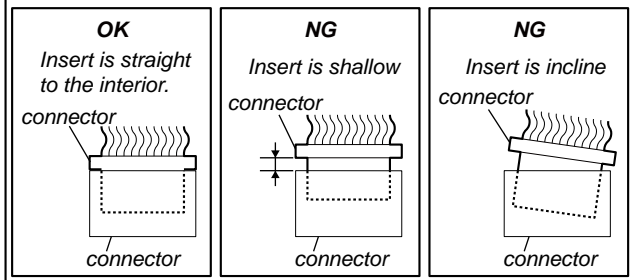 OK
Insert is straight
to the interior.
connector
connector
NG
Insert is shallow
connector
connector
NG
Insert is incline
connector
connector